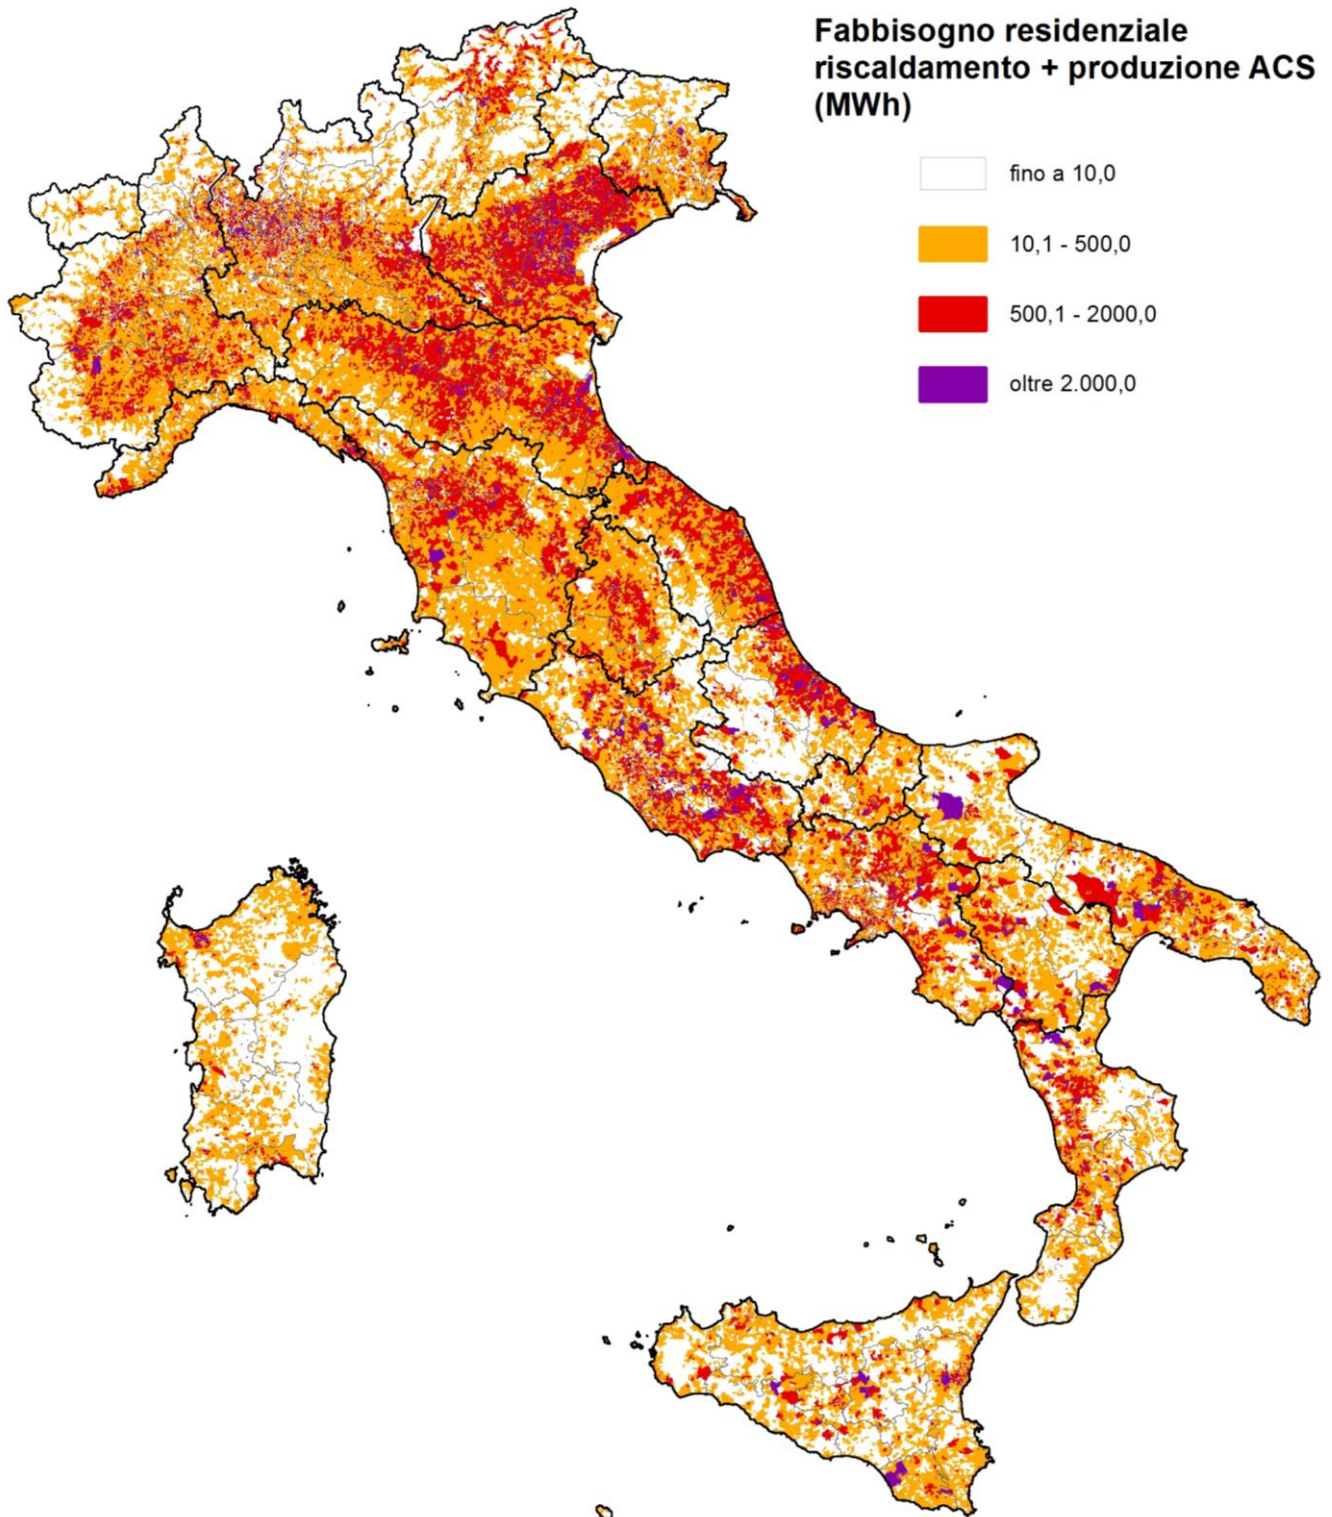 Fabbisogno residenziale
riscaldamento + produzione ACS
(MWh)
fino a 10,0
10,1 - 500,0
500,1 - 2000,0
oltre 2.000,0